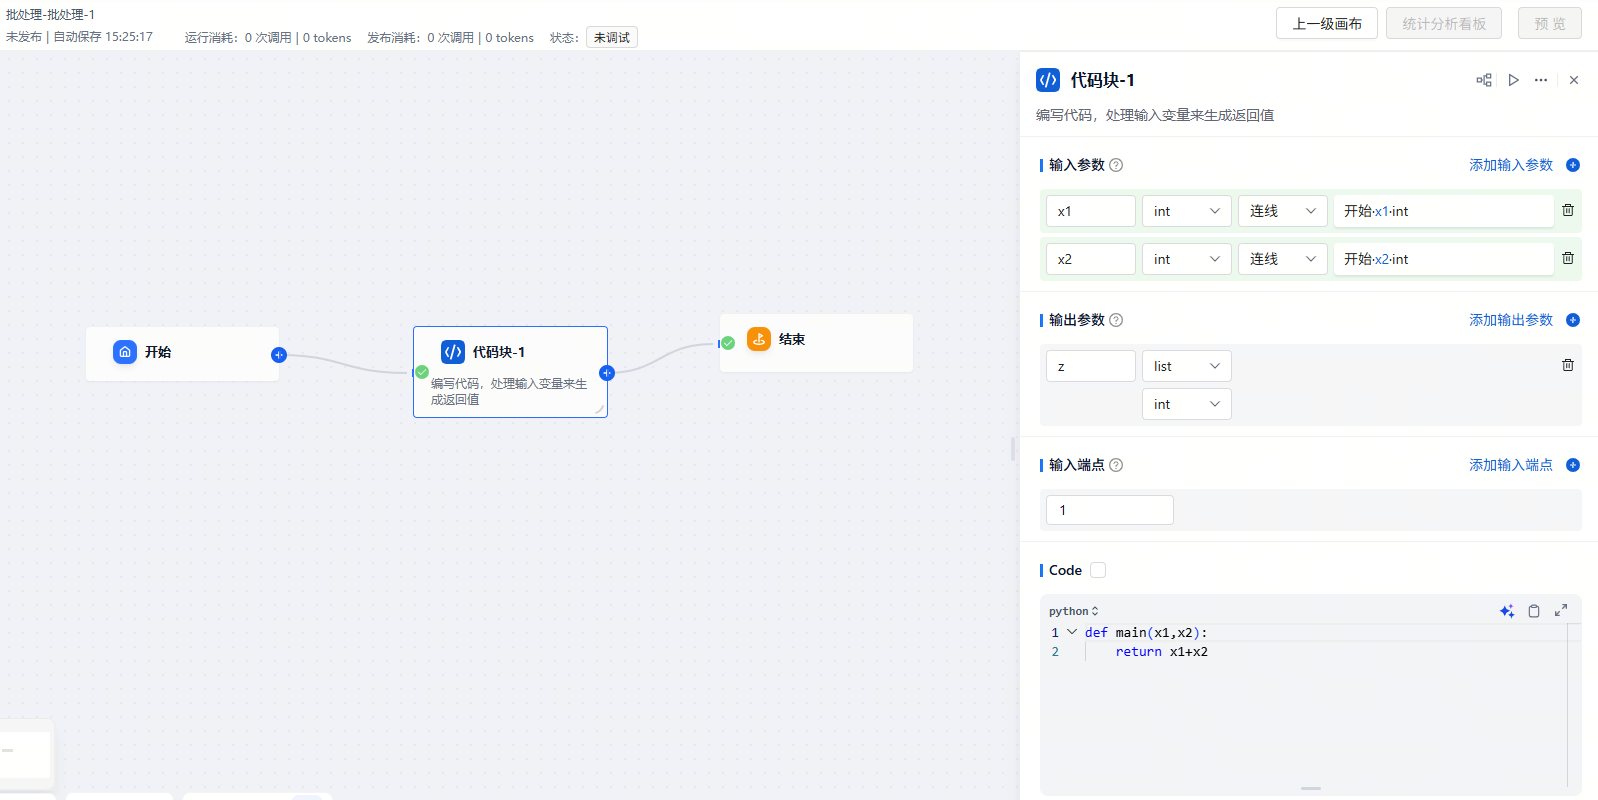 批处理-批处理-1
未发布 | 自动保存 15:25:17 运行消耗：0 次调用 | 0 tokens 发布消耗：0 次调用 | 0 tokens 状态： 未调试
上一级画布 统计分析看板 预 览
开始
代码块-1
编写代码，处理输入变量来生
成返回值
结束
代码块-1
编写代码，处理输入变量来生成返回值
输入参数 添加输入参数
x1 int 连线 开始·x1·int
x2 int 连线 开始·x2·int
输出参数 添加输出参数
z list
int
输入端点 添加输入端点
1
Code
python
1 def main(x1,x2):
2 return x1+x2